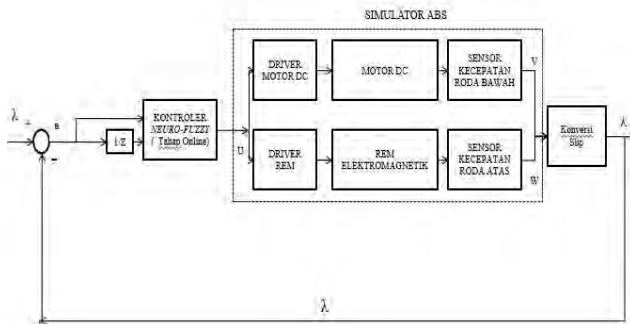 SIMULATOR ABS
DRIVER
MOTOR DC
MOTOR DC
SENSOR
KECEPATAN
RODA BAWAH
V
λ
+
e
−
1/Z
KONTROLER
NEURO-FUZZY
( Tahap Online)
U
DRIVER
REM
REM
ELEKTROMAGNETIK
SENSOR
KECEPATAN
RODA ATAS
W
Konversi
Slip
λ
λ